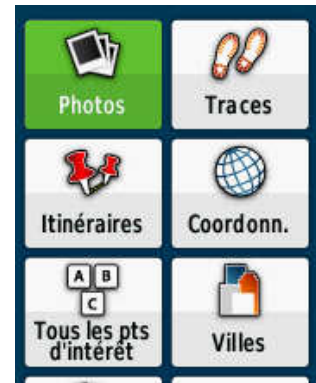 Photos
Traces
Itinéraires
Coordonn.
A B
C
Tous les pts
d'intérêt
Villes